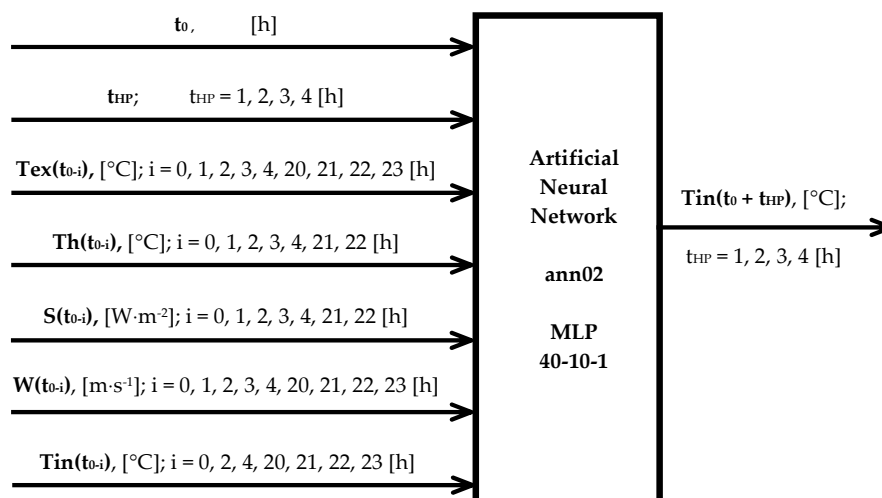 t₀, [h]
tHP; tHP = 1, 2, 3, 4 [h]
Tex(t₀₋ᵢ), [°C]; i = 0, 1, 2, 3, 4, 20, 21, 22, 23 [h]
Th(t₀₋ᵢ), [°C]; i = 0, 1, 2, 3, 4, 21, 22 [h]
S(t₀₋ᵢ), [W·m⁻²]; i = 0, 1, 2, 3, 4, 21, 22 [h]
W(t₀₋ᵢ), [m·s⁻¹]; i = 0, 1, 2, 3, 4, 20, 21, 22, 23 [h]
Tin(t₀₋ᵢ), [°C]; i = 0, 2, 4, 20, 21, 22, 23 [h]
Artificial
Neural
Network
ann02
MLP
40-10-1
Tin(t₀ + tHP), [°C];
tHP = 1, 2, 3, 4 [h]